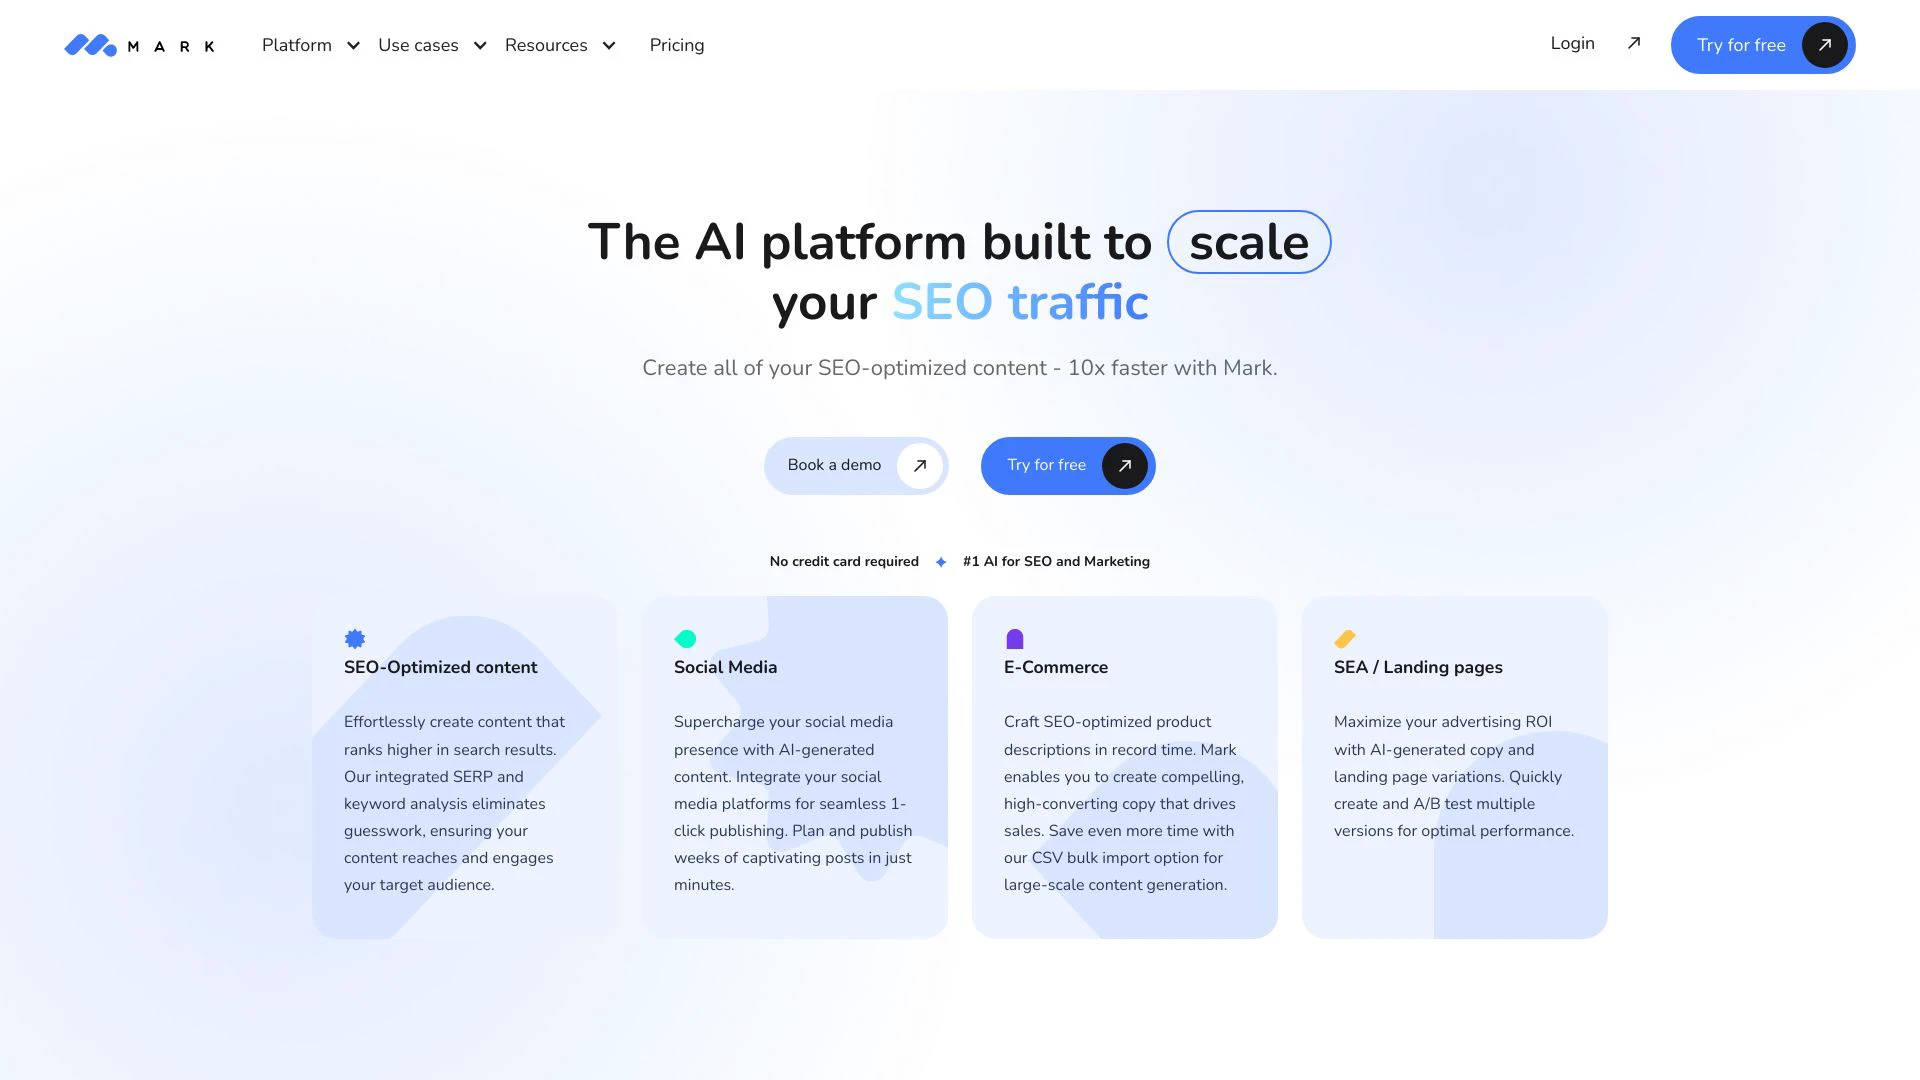 MARK
Platform
Use cases
Resources
Pricing
Login
Try for free
The AI platform built to scale
your SEO traffic
Create all of your SEO-optimized content - 10x faster with Mark.
Book a demo
Try for free
No credit card required
#1 AI for SEO and Marketing
SEO-Optimized content
Effortlessly create content that
ranks higher in search results.
Our integrated SERP and
keyword analysis eliminates
guesswork, ensuring your
content reaches and engages
your target audience.
Social Media
Supercharge your social media
presence with AI-generated
content. Integrate your social
media platforms for seamless 1-
click publishing. Plan and publish
weeks of captivating posts in just
minutes.
E-Commerce
Craft SEO-optimized product
descriptions in record time. Mark
enables you to create compelling,
high-converting copy that drives
sales. Save even more time with
our CSV bulk import option for
large-scale content generation.
SEA / Landing pages
Maximize your advertising ROI
with AI-generated copy and
landing page variations. Quickly
create and A/B test multiple
versions for optimal performance.